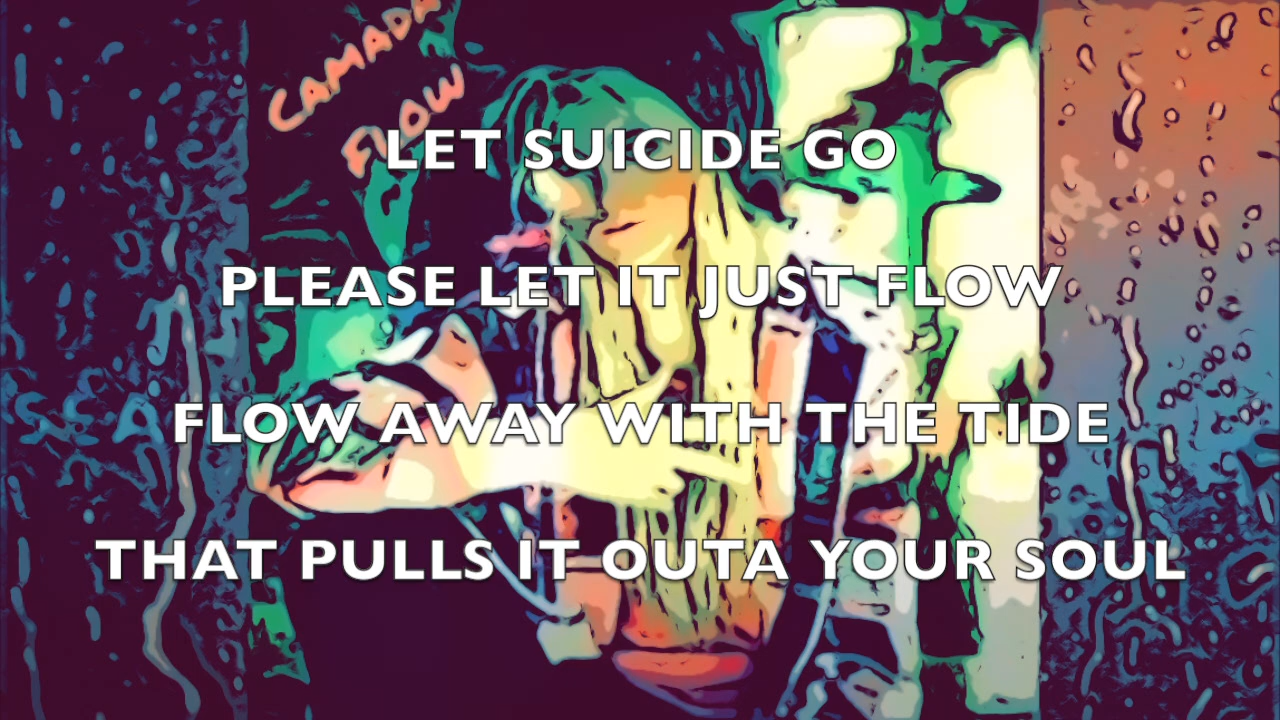 CAMADA
FLOW
LET SUICIDE GO
PLEASE LET IT JUST FLOW
FLOW AWAY WITH THE TIDE
THAT PULLS IT OUTA YOUR SOUL